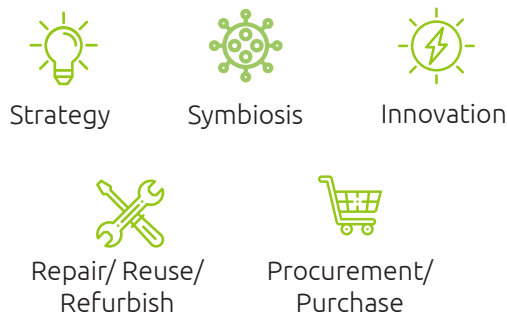 Strategy
Symbiosis
Innovation
Repair/ Reuse/
Refurbish
Procurement/
Purchase